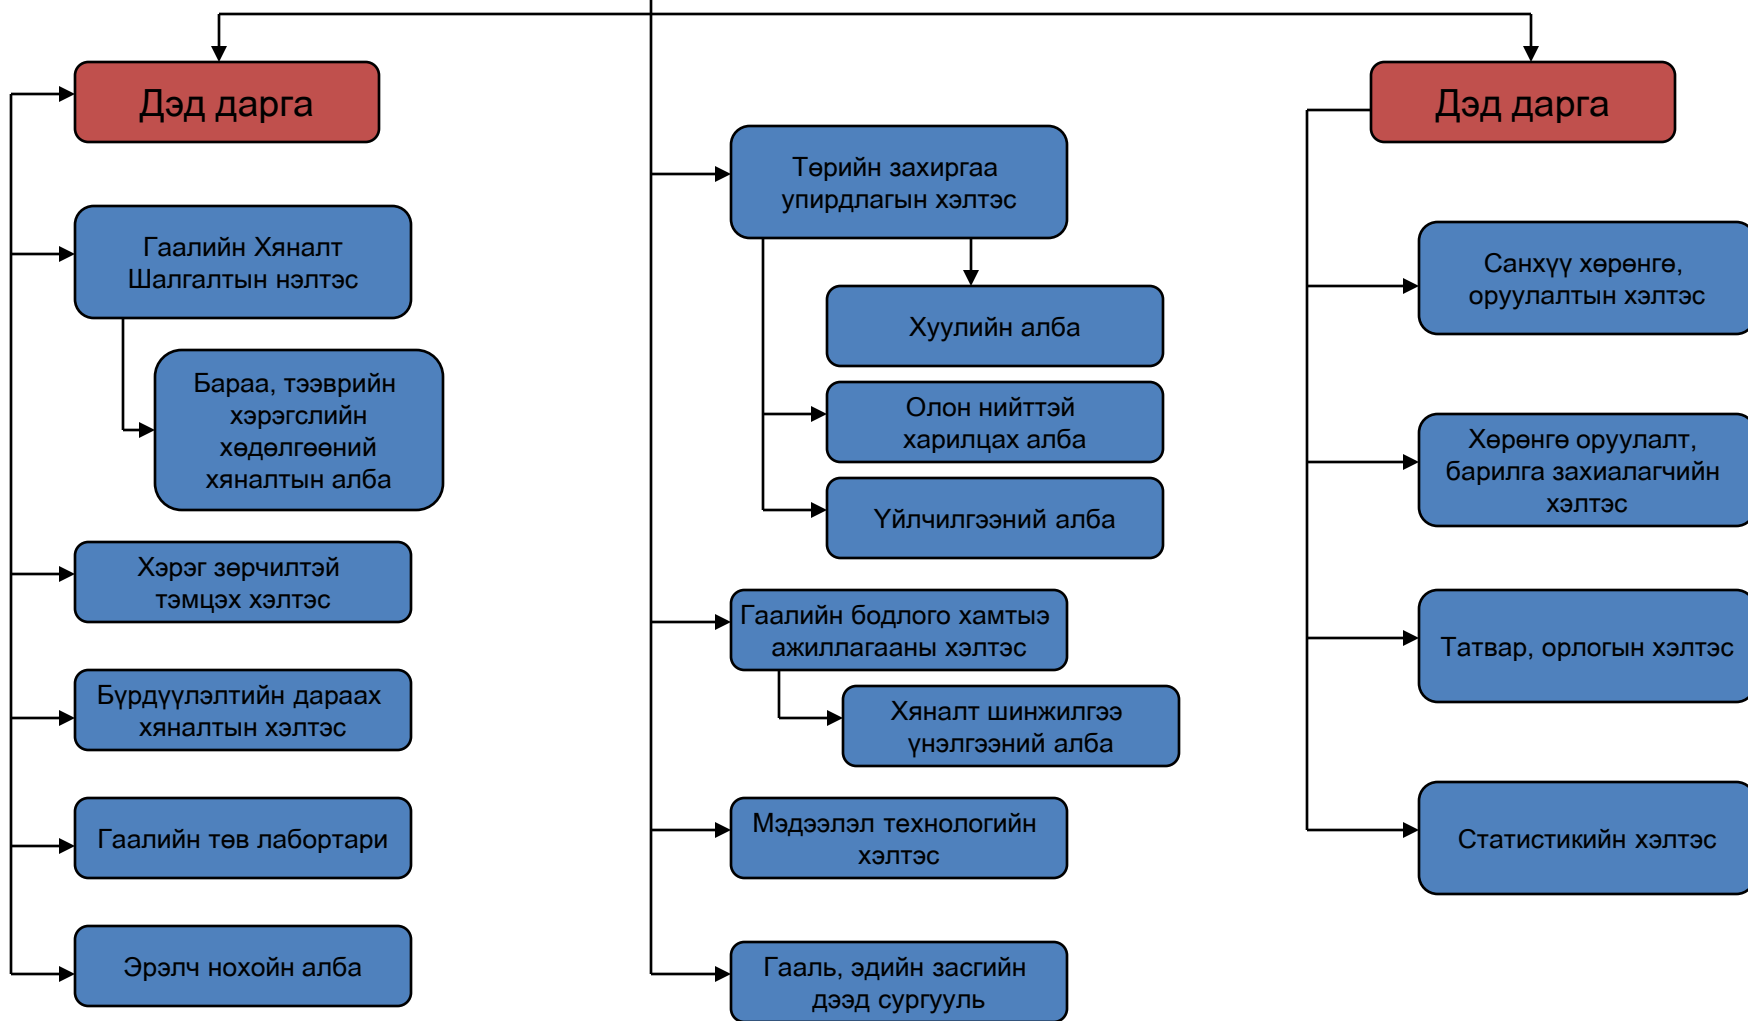 Дэд дарга
Гаалийн Хяналт
Шалгалтын нэлтэс
Бараа, тээврийн
хэрэгслийн
хөдөлгөөний
хяналтын алба
Хэрэг зөрчилтэй
тэмцэх хэлтэс
Бүрдүүлэлтийн дараах
хяналтын хэлтэс
Гаалийн төв лабортари
Эрэлч нохойн алба
Төрийн захиргаа
упирдлагын хэлтэс
Хуулийн алба
Олон нийттэй
харилцах алба
Үйлчилгээний алба
Гаалийн бодлого хамтыэ
ажиллагааны хэлтэс
Хяналт шинжилгээ
үнэлгээний алба
Мэдээлэл технологийн
хэлтэс
Гааль, эдийн засгийн
дээд сургууль
Дэд дарга
Санхүү хөрөнгө,
оруулалтын хэлтэс
Хөрөнгө оруулалт,
барилга захиалагчийн
хэлтэс
Татвар, орлогын хэлтэс
Статистикийн хэлтэс